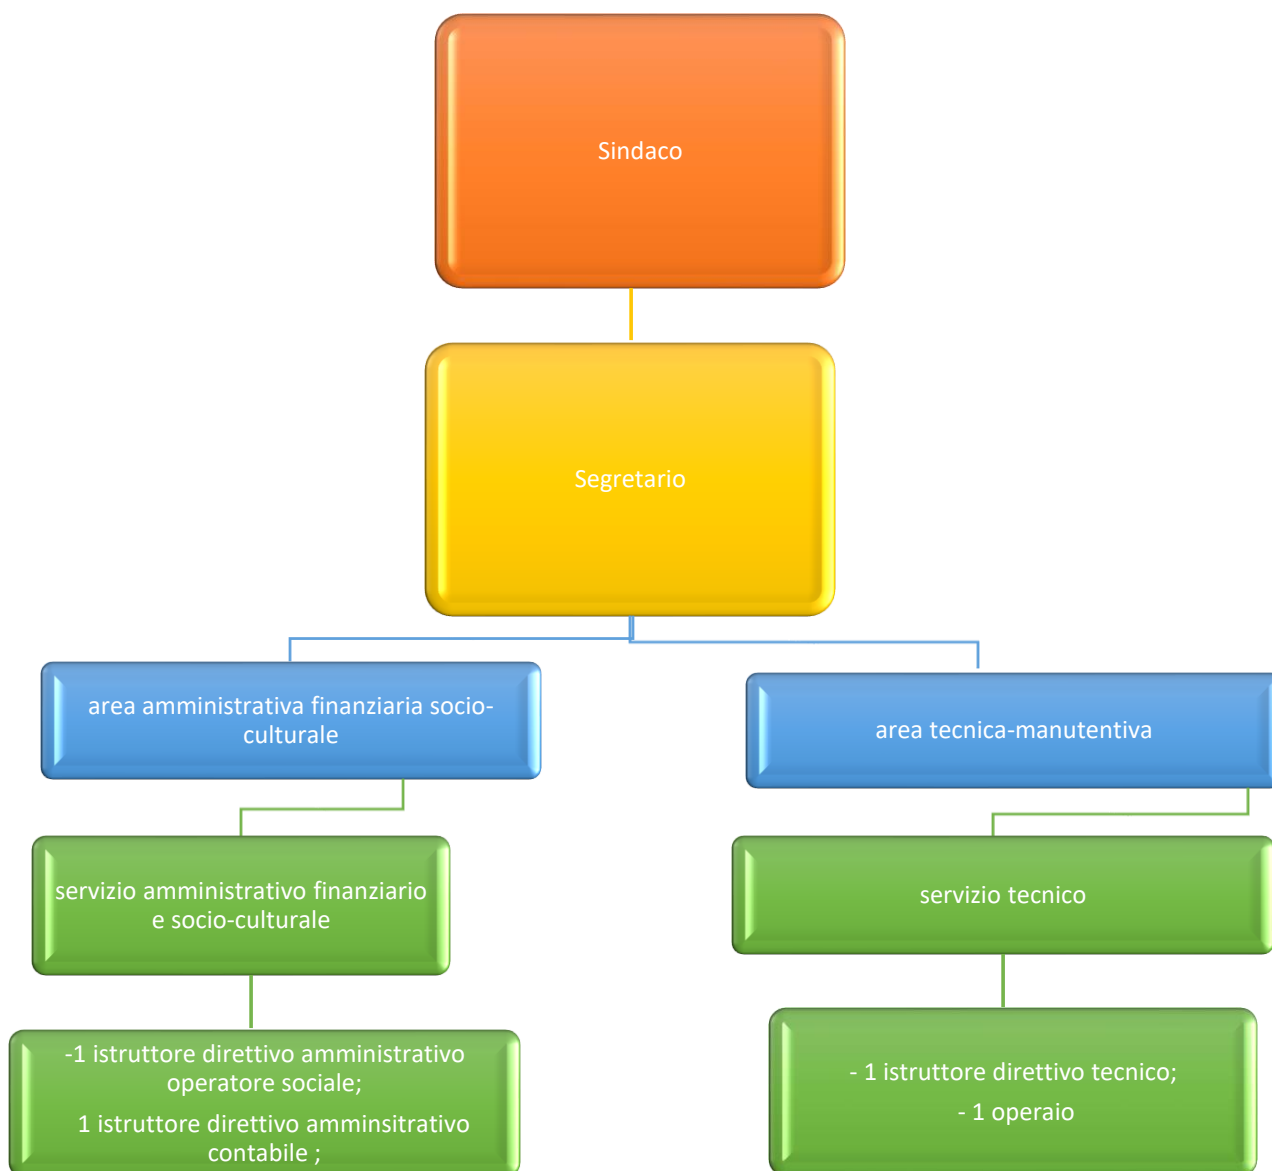 Sindaco
Segretario
area amministrativa finanziaria socio-
culturale
area tecnica-manutentiva
servizio amministrativo finanziario
e socio-culturale
servizio tecnico
-1 istruttore direttivo amministrativo
operatore sociale;
1 istruttore direttivo amminsitrativo
contabile ;
- 1 istruttore direttivo tecnico;
- 1 operaio